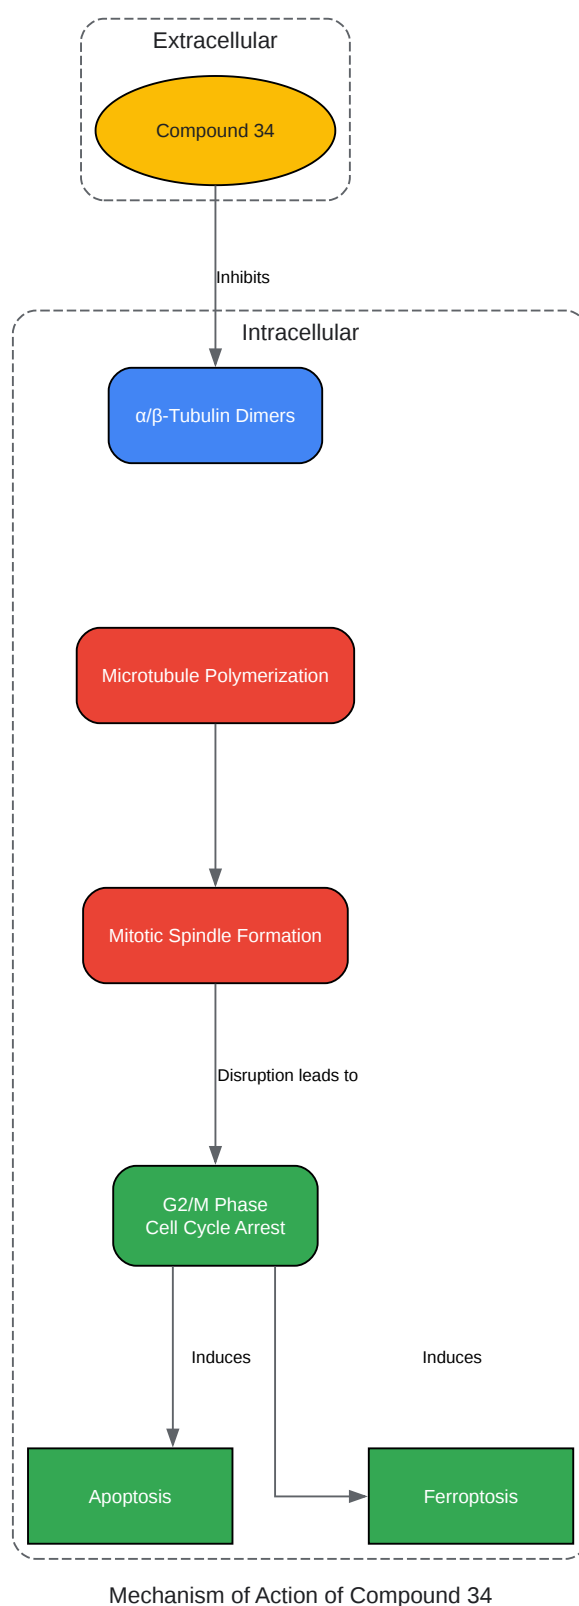 Extracellular
Compound 34
Inhibits
Intracellular
α/β-Tubulin Dimers
Microtubule Polymerization
Mitotic Spindle Formation
Disruption leads to
G2/M Phase
Cell Cycle Arrest
Induces
Induces
Apoptosis
Ferroptosis
Mechanism of Action of Compound 34